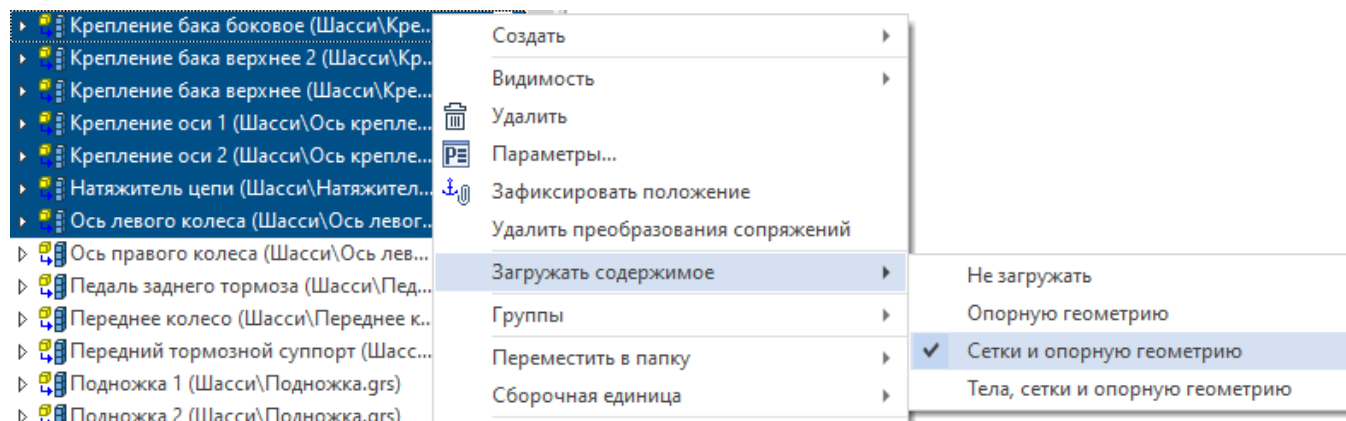 Крепление бака боковое (Шасси\Кре...
Крепление бака верхнее 2 (Шасси\Кр...
Крепление бака верхнее (Шасси\Кре...
Крепление оси 1 (Шасси\Ось крепле...
Крепление оси 2 (Шасси\Ось крепле...
Натяжитель цепи (Шасси\Натяжител...
Ось левого колеса (Шасси\Ось левог...
Ось правого колеса (Шасси\Ось лев...
Педаль заднего тормоза (Шасси\Пед...
Переднее колесо (Шасси\Переднее к...
Передний тормозной суппорт (Шасс...
Подножка 1 (Шасси\Подножка.grs)
Подножка 2 (Шасси\Подножка.grs)
Создать
Видимость
Удалить
Параметры...
Зафиксировать положение
Удалить преобразования сопряжений
Загружать содержимое
Группы
Переместить в папку
Сборочная единица
Не загружать
Опорную геометрию
Сетки и опорную геометрию
Тела, сетки и опорную геометрию